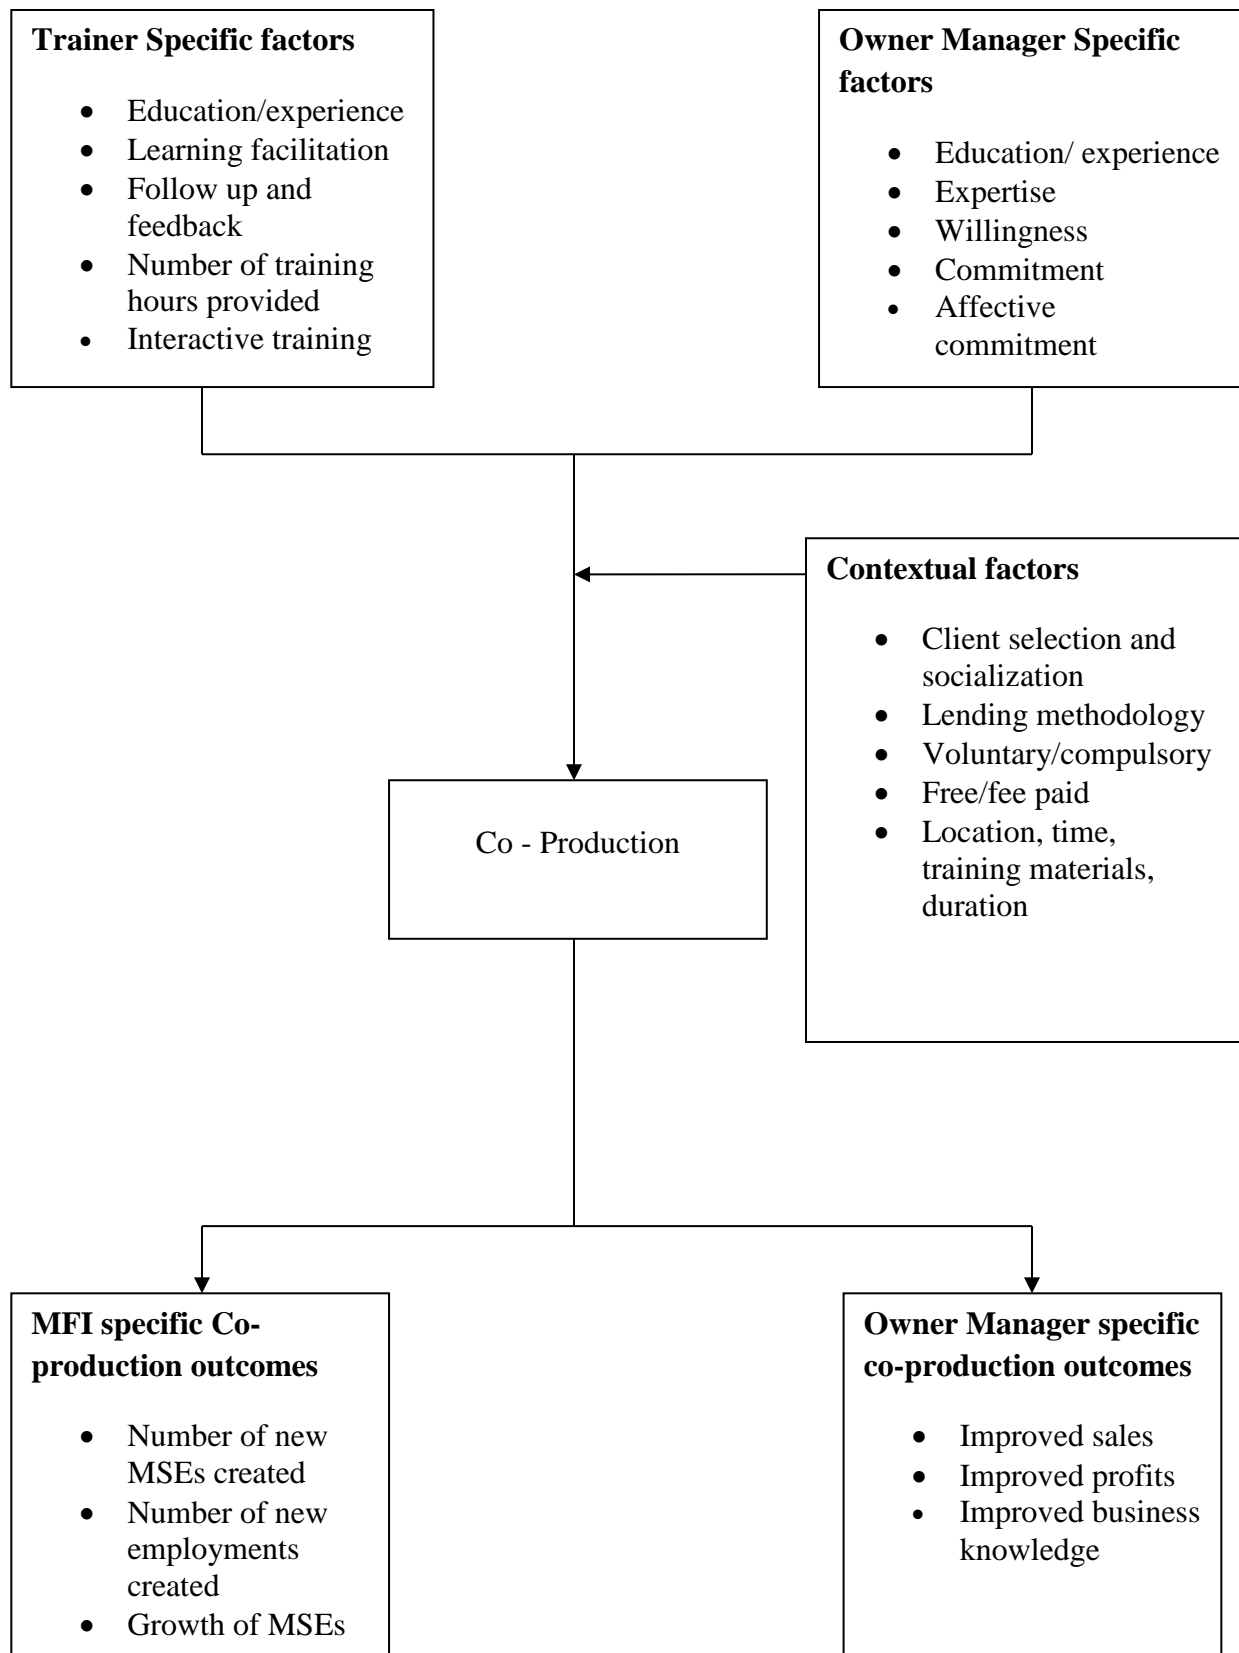 Trainer Specific factors
• Education/experience
• Learning facilitation
• Follow up and
feedback
• Number of training
hours provided
• Interactive training
Owner Manager Specific
factors
• Education/ experience
• Expertise
• Willingness
• Commitment
• Affective
commitment
Contextual factors
• Client selection and
socialization
• Lending methodology
• Voluntary/compulsory
• Free/fee paid
• Location, time,
training materials,
duration
Co - Production
MFI specific Co-
production outcomes
• Number of new
MSEs created
• Number of new
employments
created
• Growth of MSEs
Owner Manager specific
co-production outcomes
• Improved sales
• Improved profits
• Improved business
knowledge